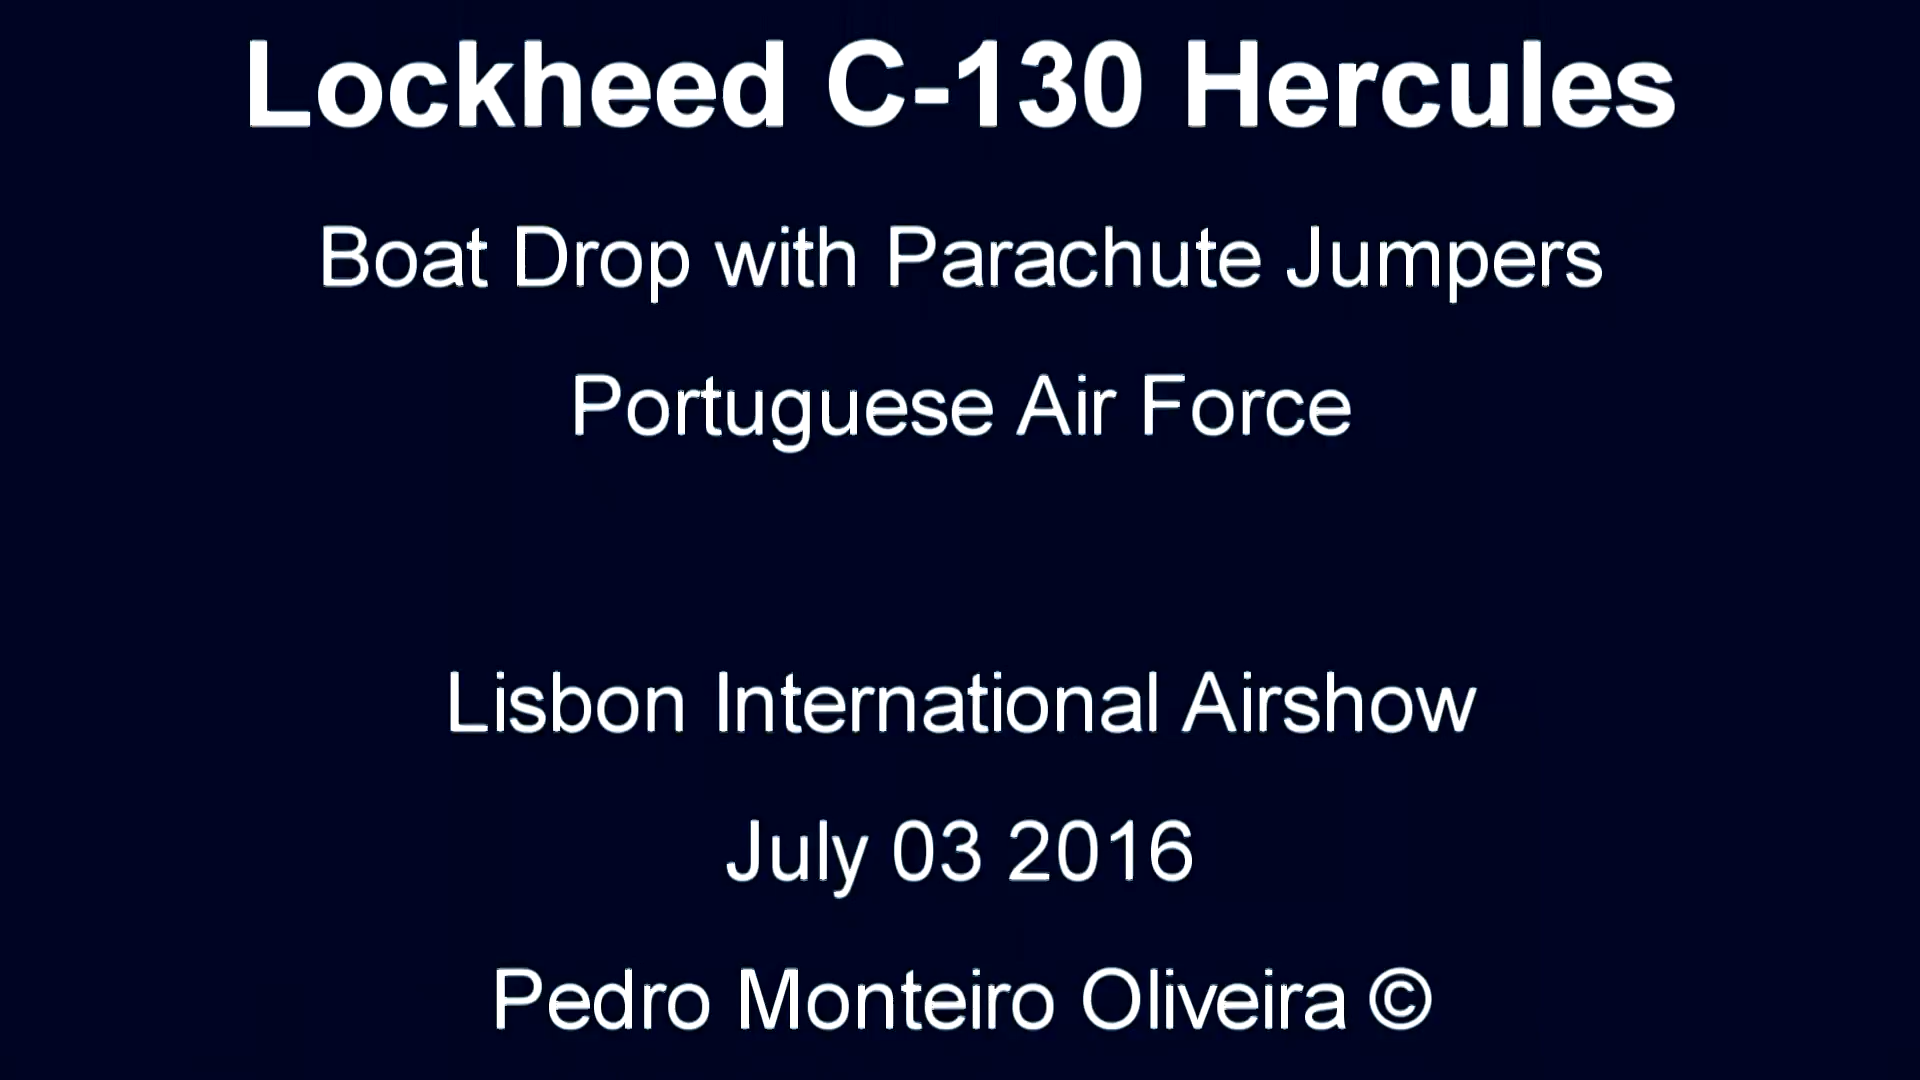 Lockheed C-130 Hercules
Boat Drop with Parachute Jumpers
Portuguese Air Force
Lisbon International Airshow
July 03 2016
Pedro Monteiro Oliveira ©